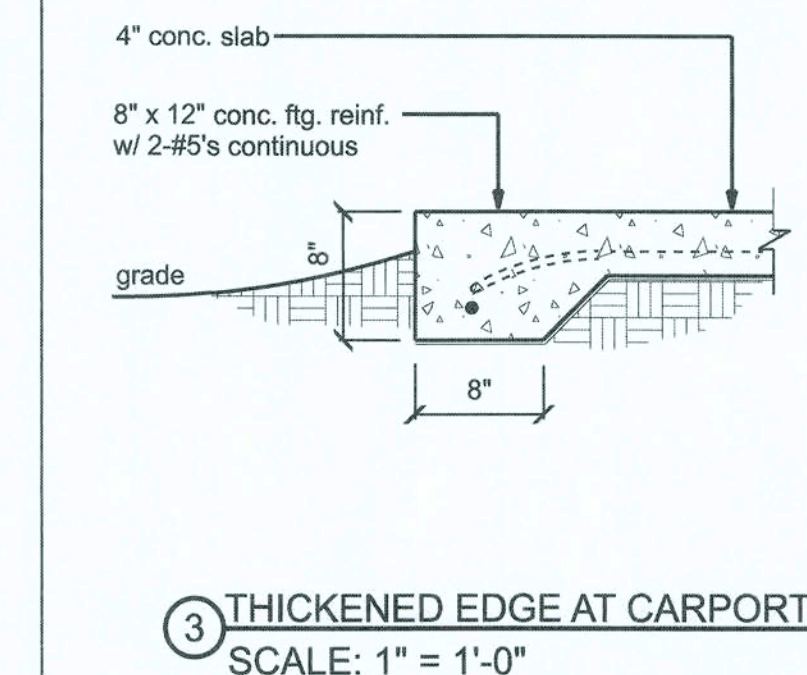 4" conc. slab
8" x 12" conc. ftg. reinf.
w/ 2-#5's continuous
8"
grade
8"
3 THICKENED EDGE AT CARPORT
SCALE: 1" = 1'-0"